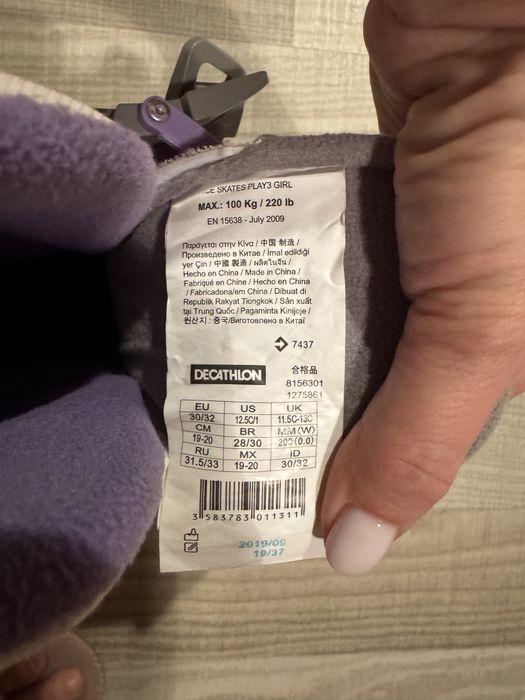 SKATES PLAY3 GIRL
MAX.: 100 Kg / 220 lb
EN 15638 - July 2009
Παράγεται στην Κίνα / 中国 制造 /
Произведено в Китае / İmal edildiği
yer Çin / 中國 製造 / ผลิตในจีน /
Hecho en China / Made in China /
Fabriqué en Chine / Hecho en China
/ Fabricado/a/em China / Dibuat di
Republik Rakyat Tiongkok / Sản xuất
tại Trung Quốc / Pagaminta Kinijoje /
원산지 : 중국/Виготовлено в Китаї
7437
DECATHLON
合格品
8156301
1275861
EU US UK
30/32 12.5C/1 11.5C-13C
CM BR MM (W)
19-20 28/30 200 (0.0)
RU MX ID
31.5/33 19-20 30/32
3 583783 011311
2019/09
19/37